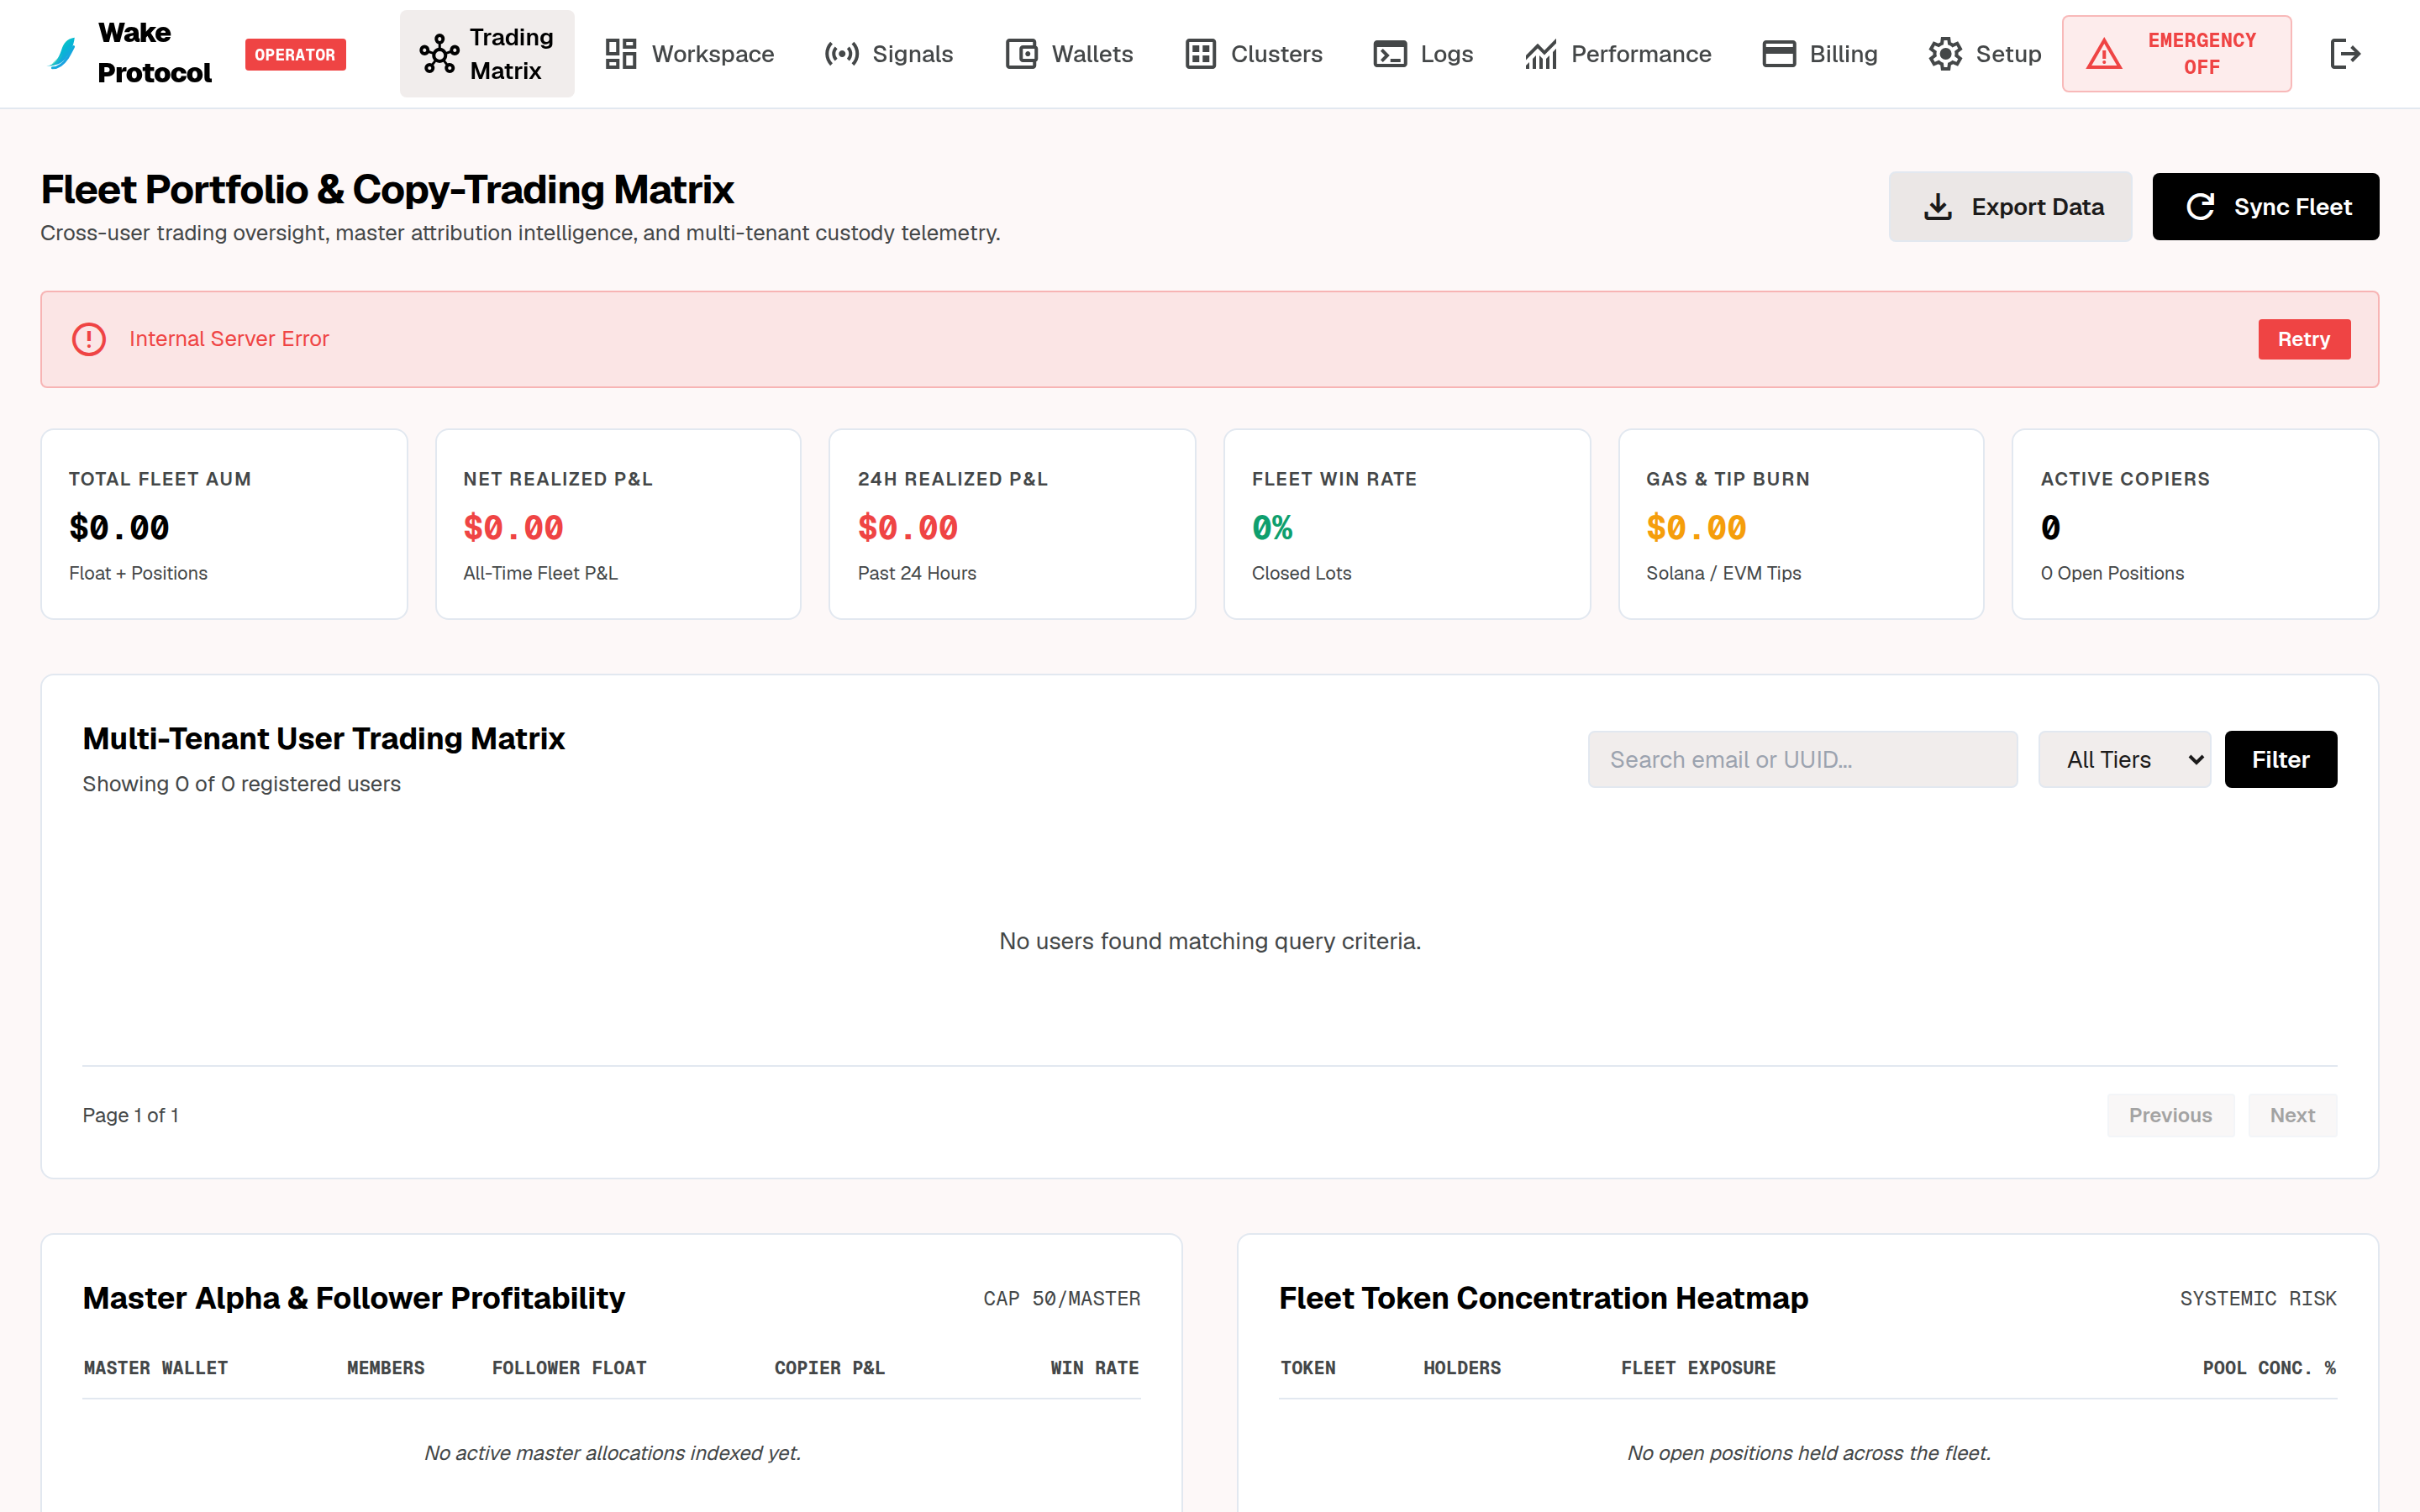 Wake
Protocol
OPERATOR
Trading
Matrix
Workspace
Signals
Wallets
Clusters
Logs
Performance
Billing
Setup
EMERGENCY
OFF
Fleet Portfolio & Copy-Trading Matrix
Cross-user trading oversight, master attribution intelligence, and multi-tenant custody telemetry.
Export Data
Sync Fleet
Internal Server Error
Retry
TOTAL FLEET AUM
$0.00
Float + Positions
NET REALIZED P&L
$0.00
All-Time Fleet P&L
24H REALIZED P&L
$0.00
Past 24 Hours
FLEET WIN RATE
0%
Closed Lots
GAS & TIP BURN
$0.00
Solana / EVM Tips
ACTIVE COPIERS
0
0 Open Positions
Multi-Tenant User Trading Matrix
Showing 0 of 0 registered users
Search email or UUID...
All Tiers
Filter
No users found matching query criteria.
Page 1 of 1
Previous
Next
Master Alpha & Follower Profitability
CAP 50/MASTER
MASTER WALLET MEMBERS FOLLOWER FLOAT COPIER P&L WIN RATE
No active master allocations indexed yet.
Fleet Token Concentration Heatmap
SYSTEMIC RISK
TOKEN HOLDERS FLEET EXPOSURE POOL CONC. %
No open positions held across the fleet.